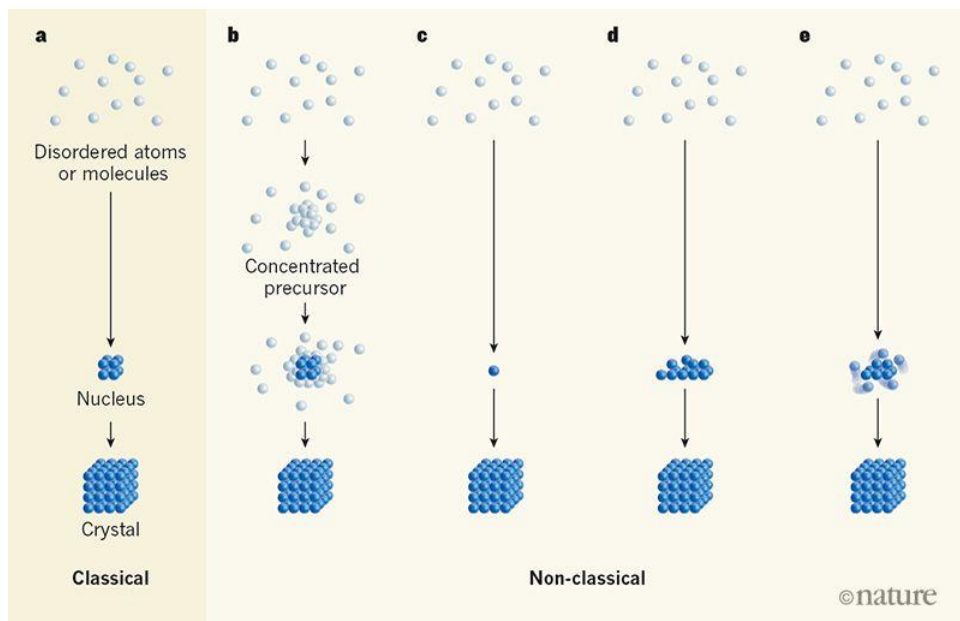 a
b
c
d
e
Disordered atoms
or molecules
Concentrated
precursor
Nucleus
Crystal
Classical
Non-classical
©nature